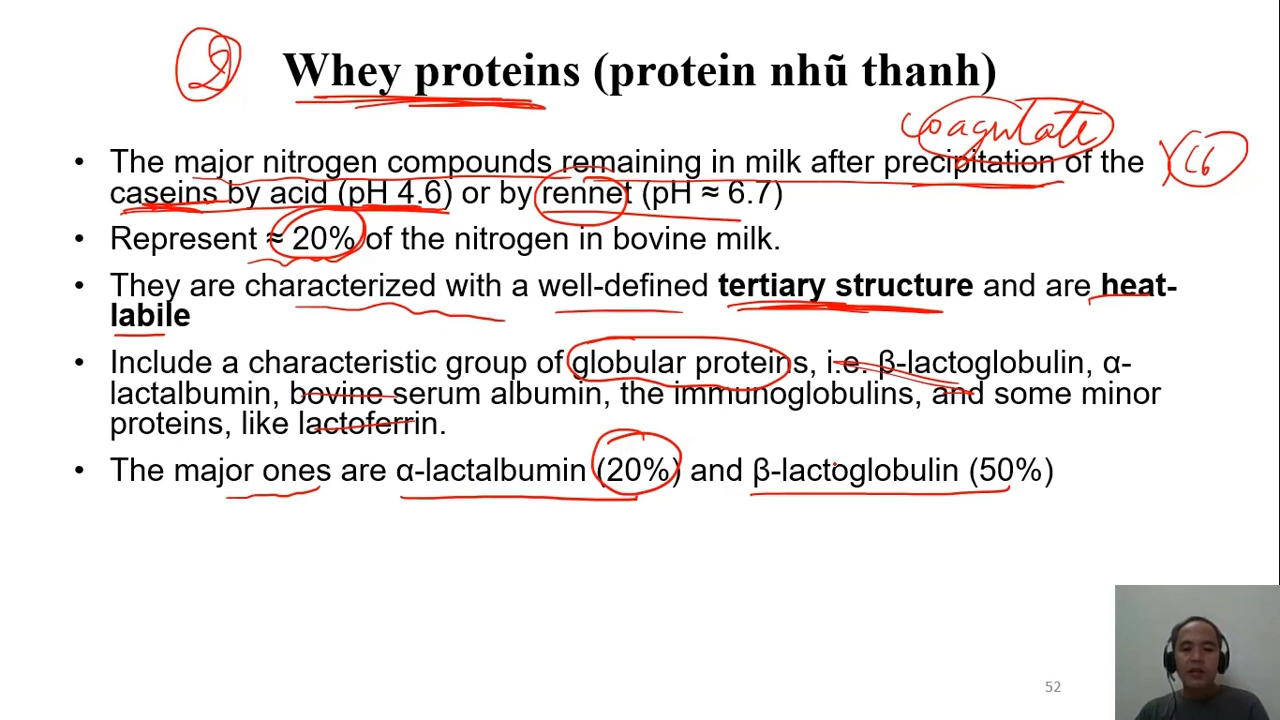 Whey proteins (protein nhũ thanh)
coagulate
• The major nitrogen compounds remaining in milk after precipitation of the
caseins by acid (pH 4.6) or by rennet (pH ≈ 6.7)
• Represent ≈ 20% of the nitrogen in bovine milk.
• They are characterized with a well-defined tertiary structure and are heat-
labile
• Include a characteristic group of globular proteins, i.e. β-lactoglobulin, α-
lactalbumin, bovine serum albumin, the immunoglobulins, and some minor
proteins, like lactoferrin.
• The major ones are α-lactalbumin (20%) and β-lactoglobulin (50%)
52